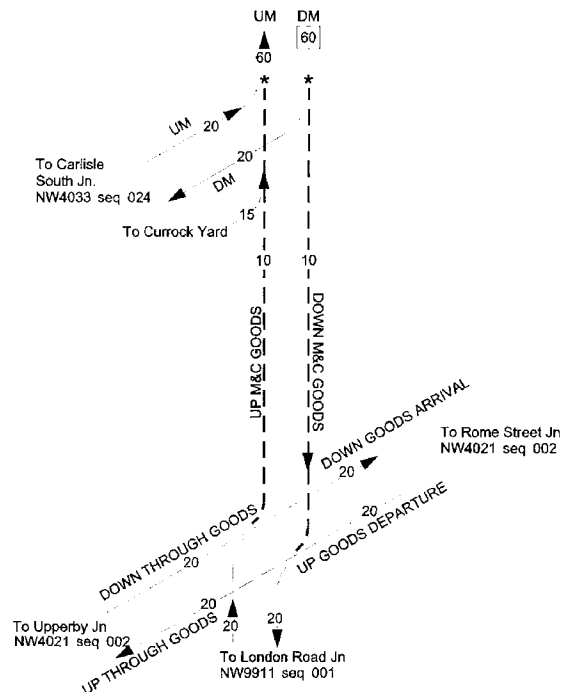 UM DM
60 60
* *
UM 20
20
DM
To Carlisle
South Jn.
NW4033 seq 024
15
To Currock Yard
10 10
UP M&C GOODS
DOWN M&C GOODS
DOWN GOODS ARRIVAL
20
To Rome Street Jn
NW4021 seq 002
20
UP GOODS DEPARTURE
DOWN THROUGH GOODS
20
20
UP THROUGH GOODS
To Upperby Jn
NW4021 seq 002
20 20
To London Road Jn
NW9911 seq 001